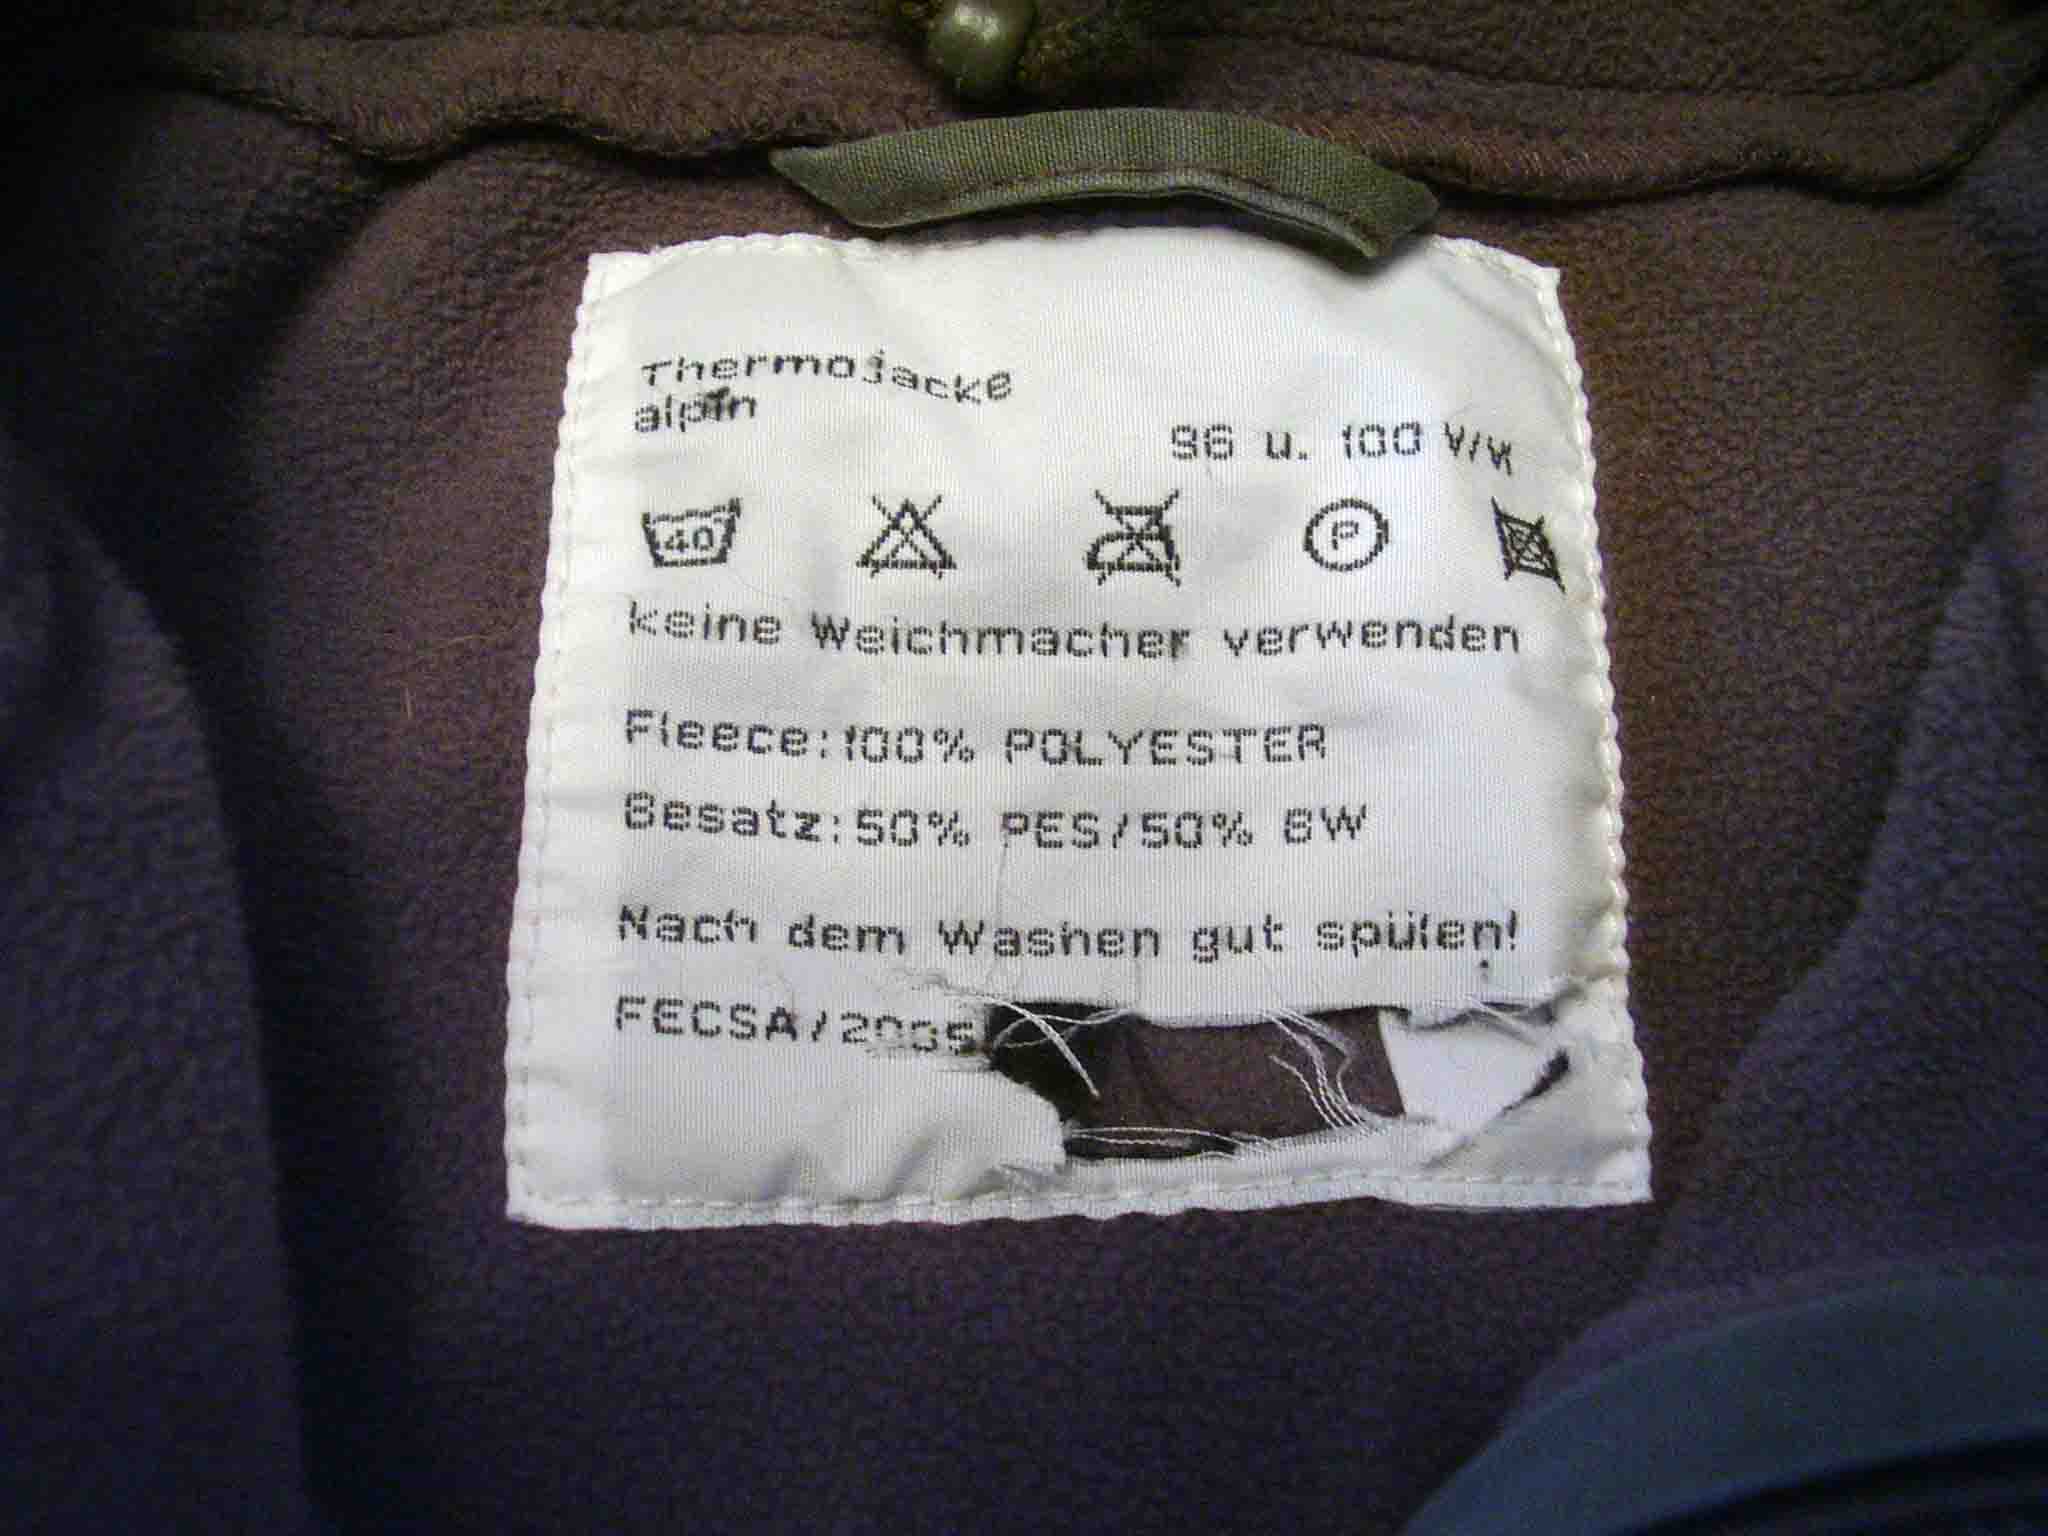 Thermojacke
alpin
96 u. 100 V/K
40 P
keine Weichmacher verwenden
Fleece:100% POLYESTER
Besatz:50% PES/50% BW
Nach dem Washen gut spülen!
FECSA/2005